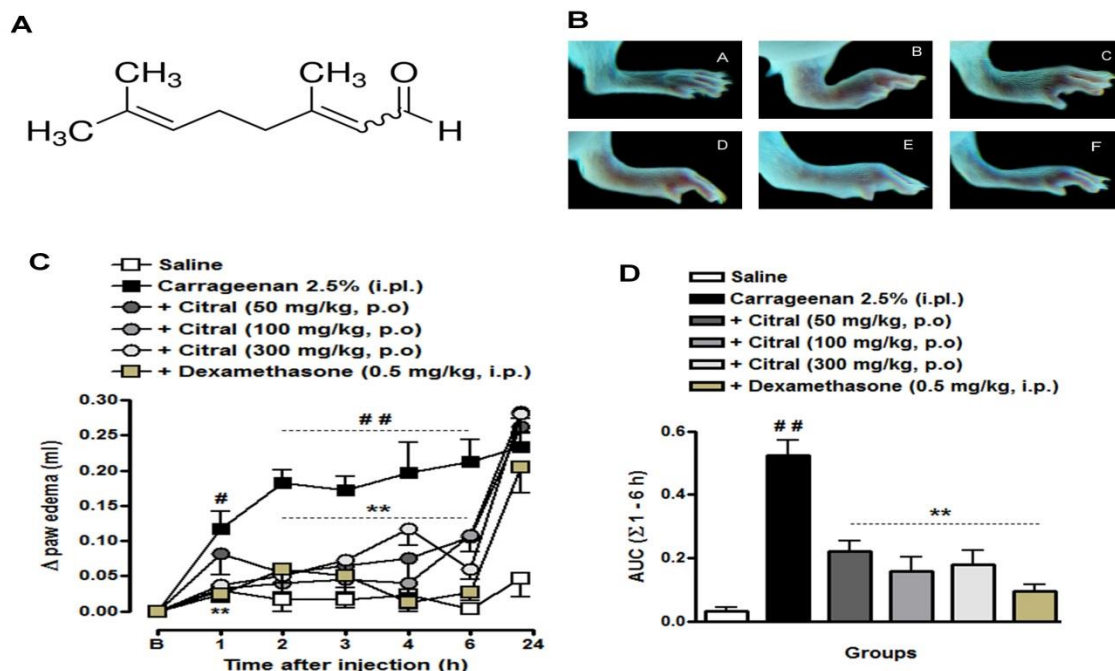 A
CH₃
CH₃
O
H₃C
H
B
A
B
C
D
E
F
C
Saline
Carrageenan 2.5% (i.pl.)
+ Citral (50 mg/kg, p.o)
+ Citral (100 mg/kg, p.o)
+ Citral (300 mg/kg, p.o)
+ Dexamethasone (0.5 mg/kg, i.p.)
Δ paw edema (ml)
0.30
0.25
0.20
0.15
0.10
0.05
0.00
# #
#
**
**
B 1 2 3 4 6 24
Time after injection (h)
D
Saline
Carrageenan 2.5% (i.pl.)
+ Citral (50 mg/kg, p.o)
+ Citral (100 mg/kg, p.o)
+ Citral (300 mg/kg, p.o)
+ Dexamethasone (0.5 mg/kg, i.p.)
AUC (Σ 1 - 6 h)
0.6
0.4
0.2
0.0
# #
**
Groups